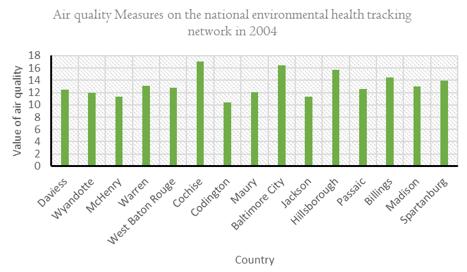 Air quality Measures on the national environmental health tracking
network in 2004
Value of air quality
18
16
14
12
10
8
6
4
2
0
Daviess
Wyandotte
McHenry
Warren
West Baton Rouge
Cochise
Codington
Maury
Baltimore City
Jackson
Hillsborough
Passaic
Billings
Madison
Spartanburg
Country